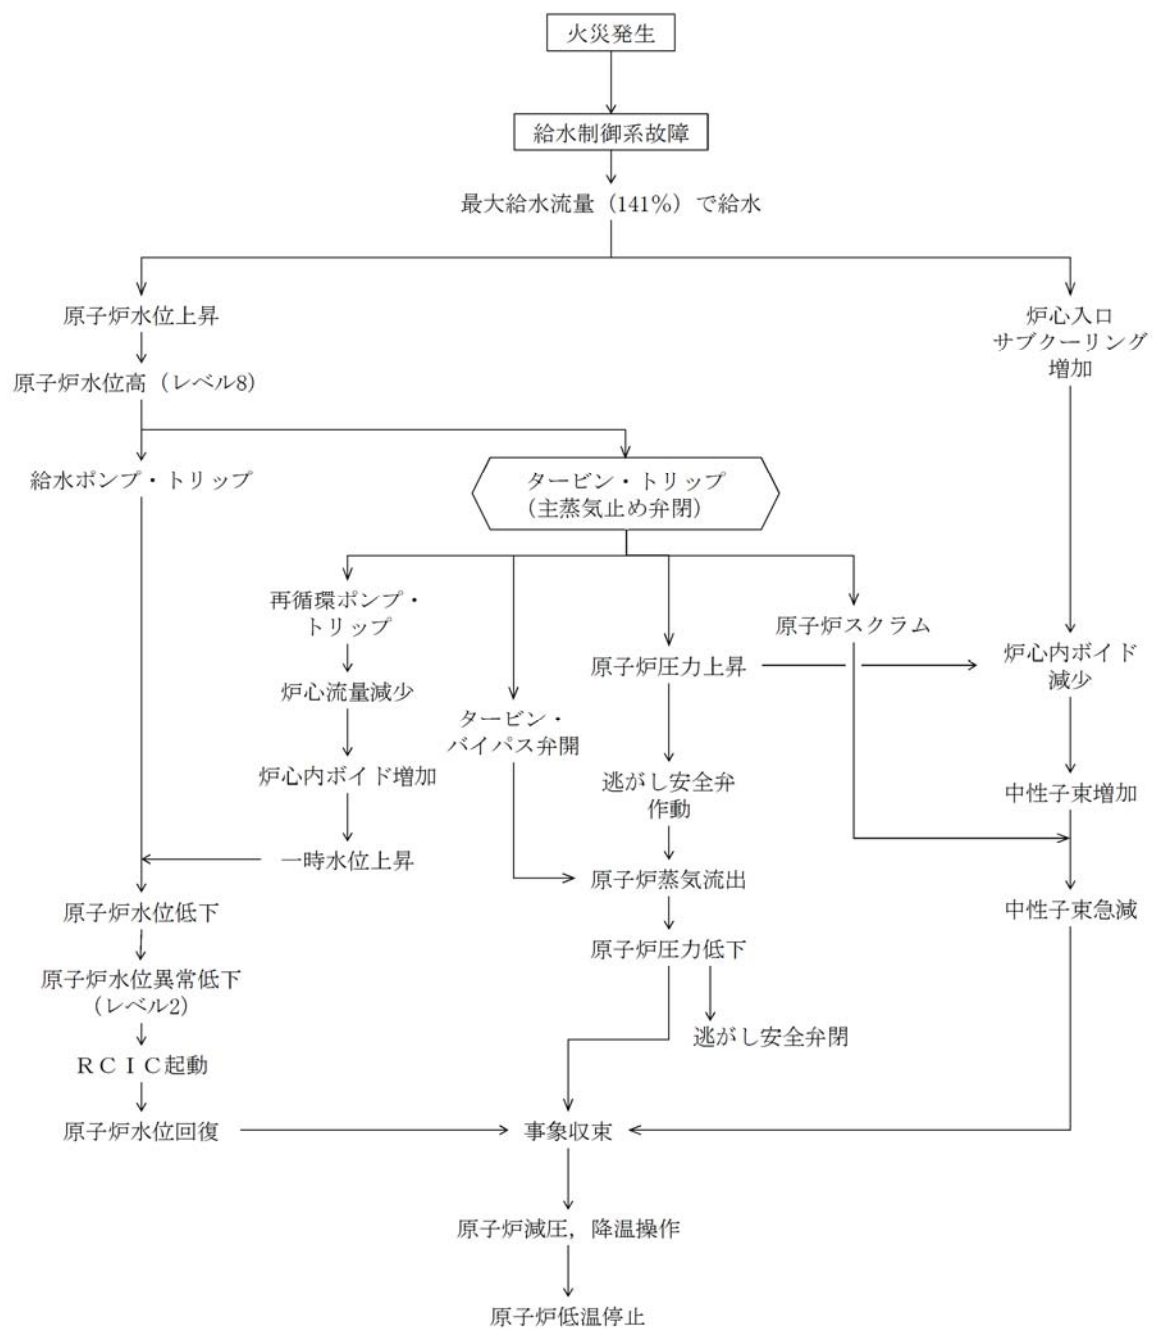 火災発生
給水制御系故障
最大給水流量（141%）で給水
原子炉水位上昇
原子炉水位高（レベル8）
給水ポンプ・トリップ
炉心入口
サブクーリング
増加
タービン・トリップ
（主蒸気止め弁閉）
再循環ポンプ・
トリップ
炉心流量減少
炉心内ボイド増加
一時水位上昇
タービン・
バイパス弁開
原子炉圧力上昇
逃がし安全弁
作動
原子炉蒸気流出
原子炉圧力低下
逃がし安全弁閉
原子炉スクラム
炉心内ボイド
減少
中性子束増加
中性子束急減
原子炉水位低下
原子炉水位異常低下
（レベル2）
ＲＣＩＣ起動
原子炉水位回復
事象収束
原子炉減圧，降温操作
原子炉低温停止